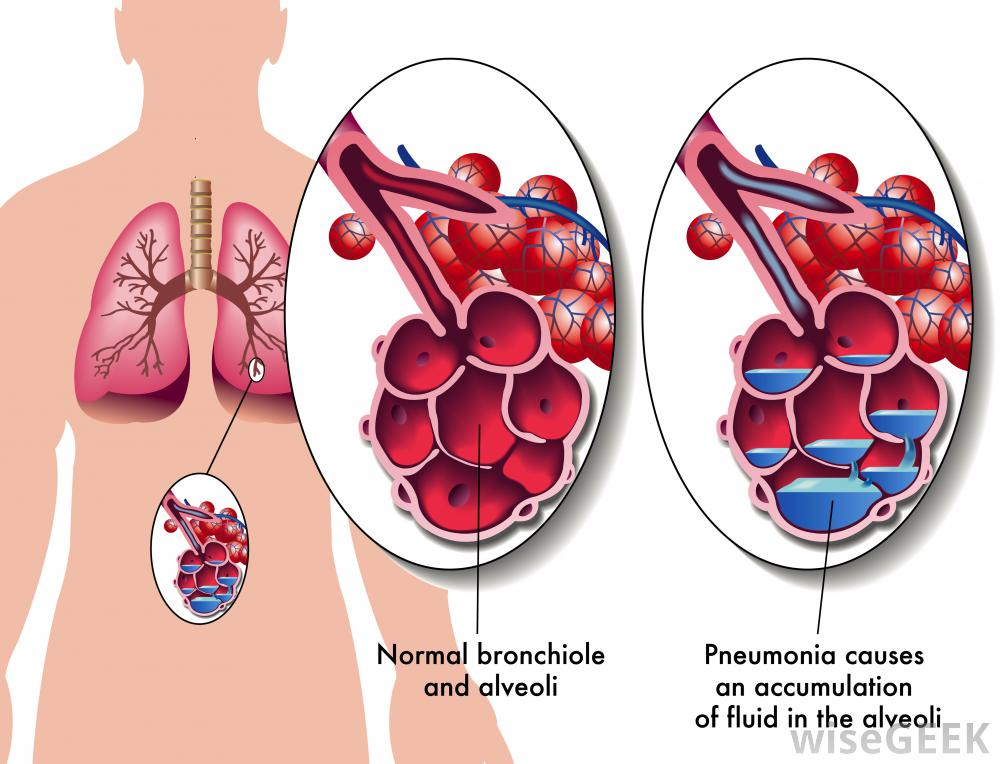 Normal bronchiole
and alveoli
Pneumonia causes
an accumulation
of fluid in the alveoli
wiseGEEK